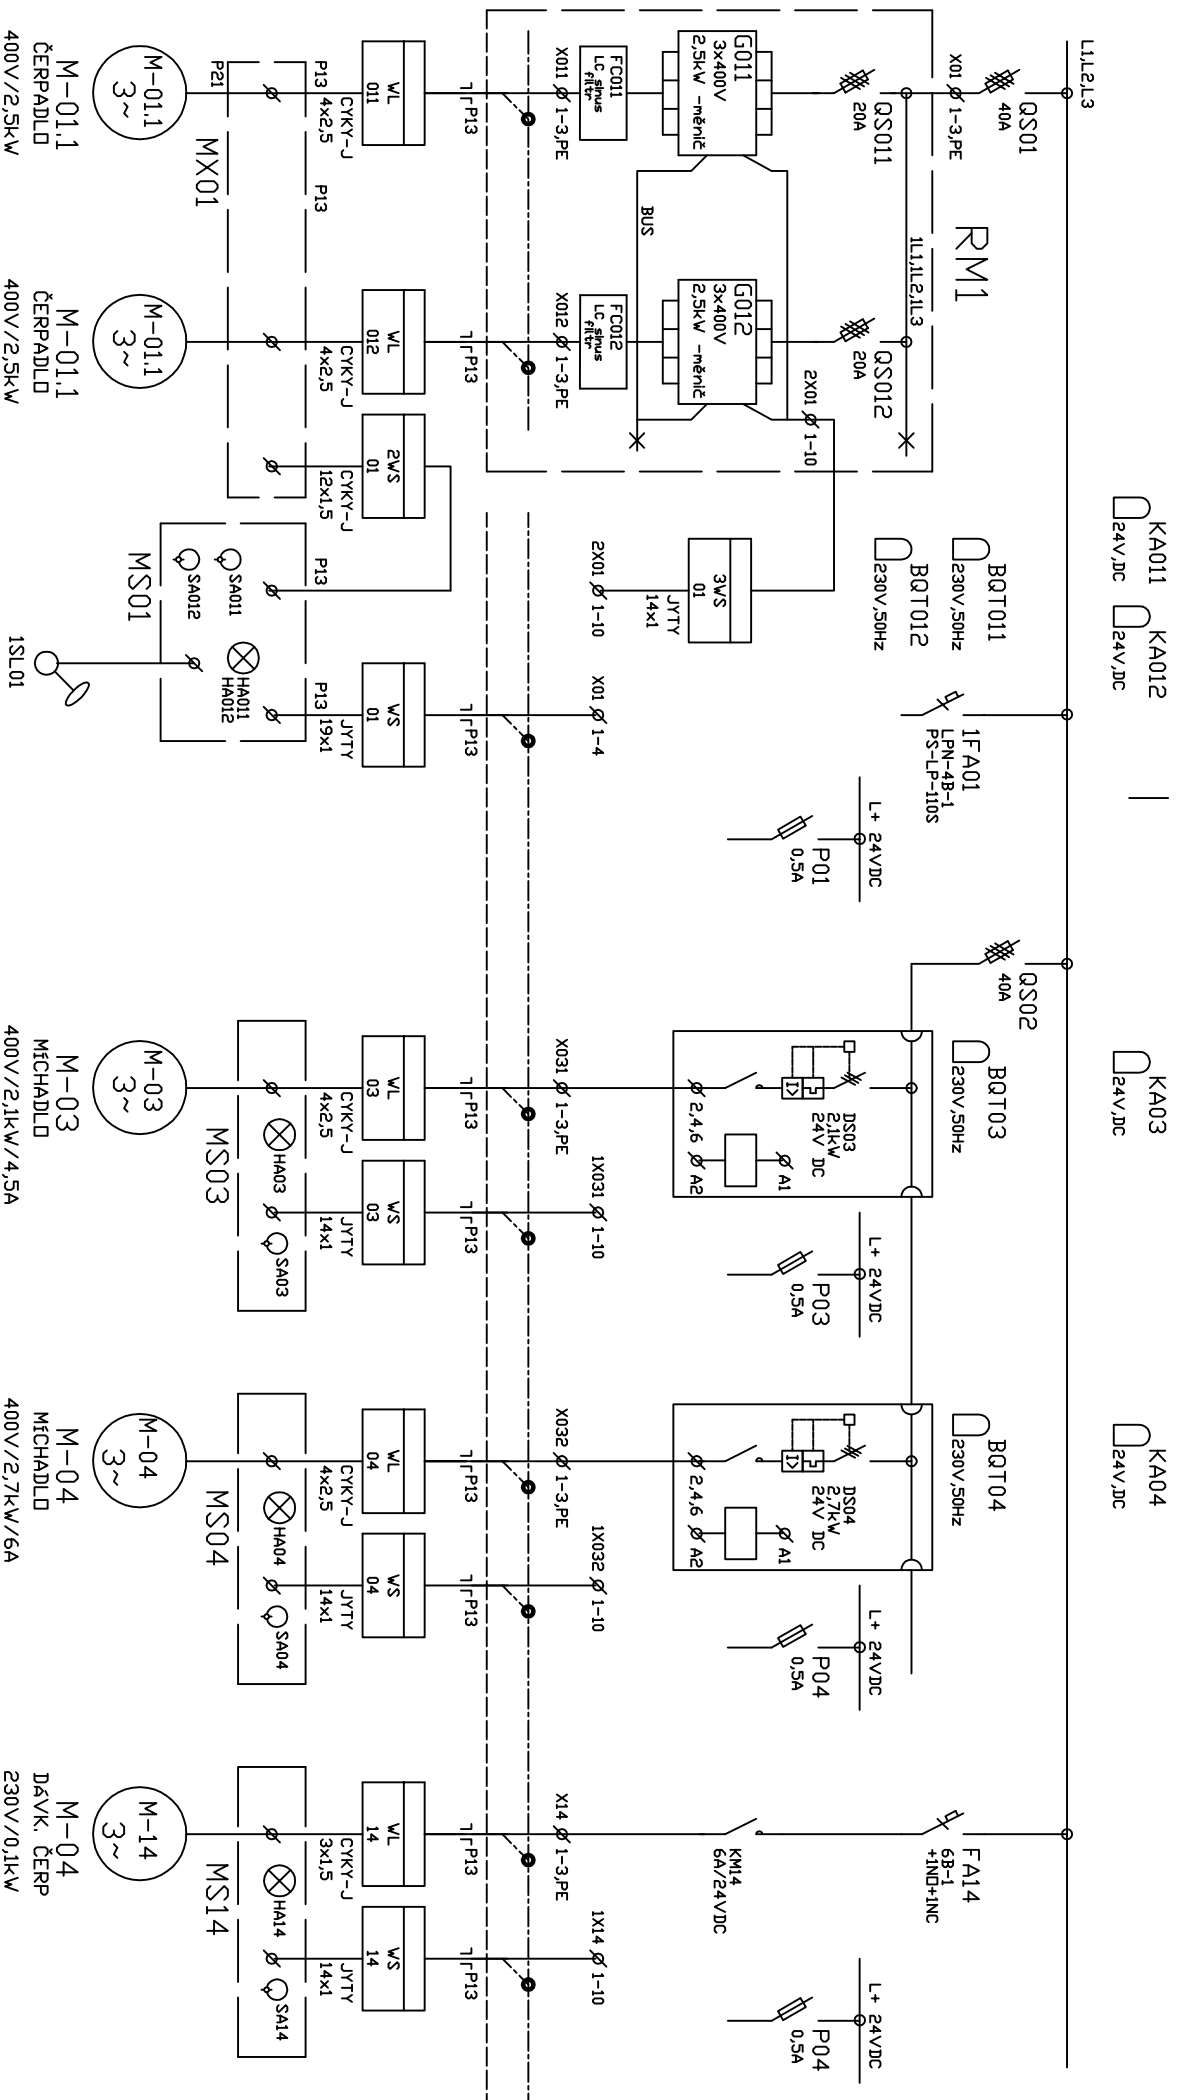 L1,L2,L3
KA011
24V,DC
KA012
24V,DC
KA03
24V,DC
KA04
24V,DC
QS01
40A
X01
1-3,PE
RM1
1L1,1L2,1L3
QS011
20A
QS012
20A
G011
3x400V
2,5kW -měnič
G012
3x400V
2,5kW -měnič
2X01
1-10
BUS
FC011
LC sinus
filtr
FC012
LC sinus
filtr
X011
1-3,PE
X012
1-3,PE
P13
P13
WL
011
WL
012
2WS
01
P13
CYKY-J
4x2,5
P13
CYKY-J
4x2,5
CYKY-J
12x1,5
P21
MX01
M-01.1
3~
M-01.1
ČERPADLO
400V/2,5kW
M-01.1
3~
M-01.1
ČERPADLO
400V/2,5kW
BQT011
230V,50Hz
BQT012
230V,50Hz
3WS
01
JYTY
14x1
2X01
1-10
1FA01
LPN-4B-1
PS-LP-110S
L+
24VDC
P01
0,5A
X01
1-4
P13
WS
01
P13
P13
JYTY
19x1
SA011
SA012
HA011
HA012
MS01
1SL01
QS02
40A
BQT03
230V,50Hz
DS03
2,1kW
24V DC
I>
2,4,6
A1
A2
L+
24VDC
P03
0,5A
X031
1-3,PE
1X031
1-10
P13
P13
WL
03
WS
03
CYKY-J
4x2,5
JYTY
14x1
HA03
SA03
MS03
M-03
3~
M-03
MíCHADLO
400V/2,1kW/4,5A
BQT04
230V,50Hz
DS04
2,7kW
24V DC
I>
2,4,6
A1
A2
L+
24VDC
P04
0,5A
X032
1-3,PE
1X032
1-10
P13
P13
WL
04
WS
04
CYKY-J
4x2,5
JYTY
14x1
HA04
SA04
MS04
M-04
3~
M-04
MíCHADLO
400V/2,7kW/6A
FA14
6B-1
+1NO+1NC
KM14
6A/24VDC
L+
24VDC
P04
0,5A
X14
1-3,PE
1X14
1-10
P13
P13
WL
14
WS
14
CYKY-J
3x1,5
JYTY
14x1
HA14
SA14
MS14
M-14
3~
M-04
DÁVK. ČERP
230V/0,1kW